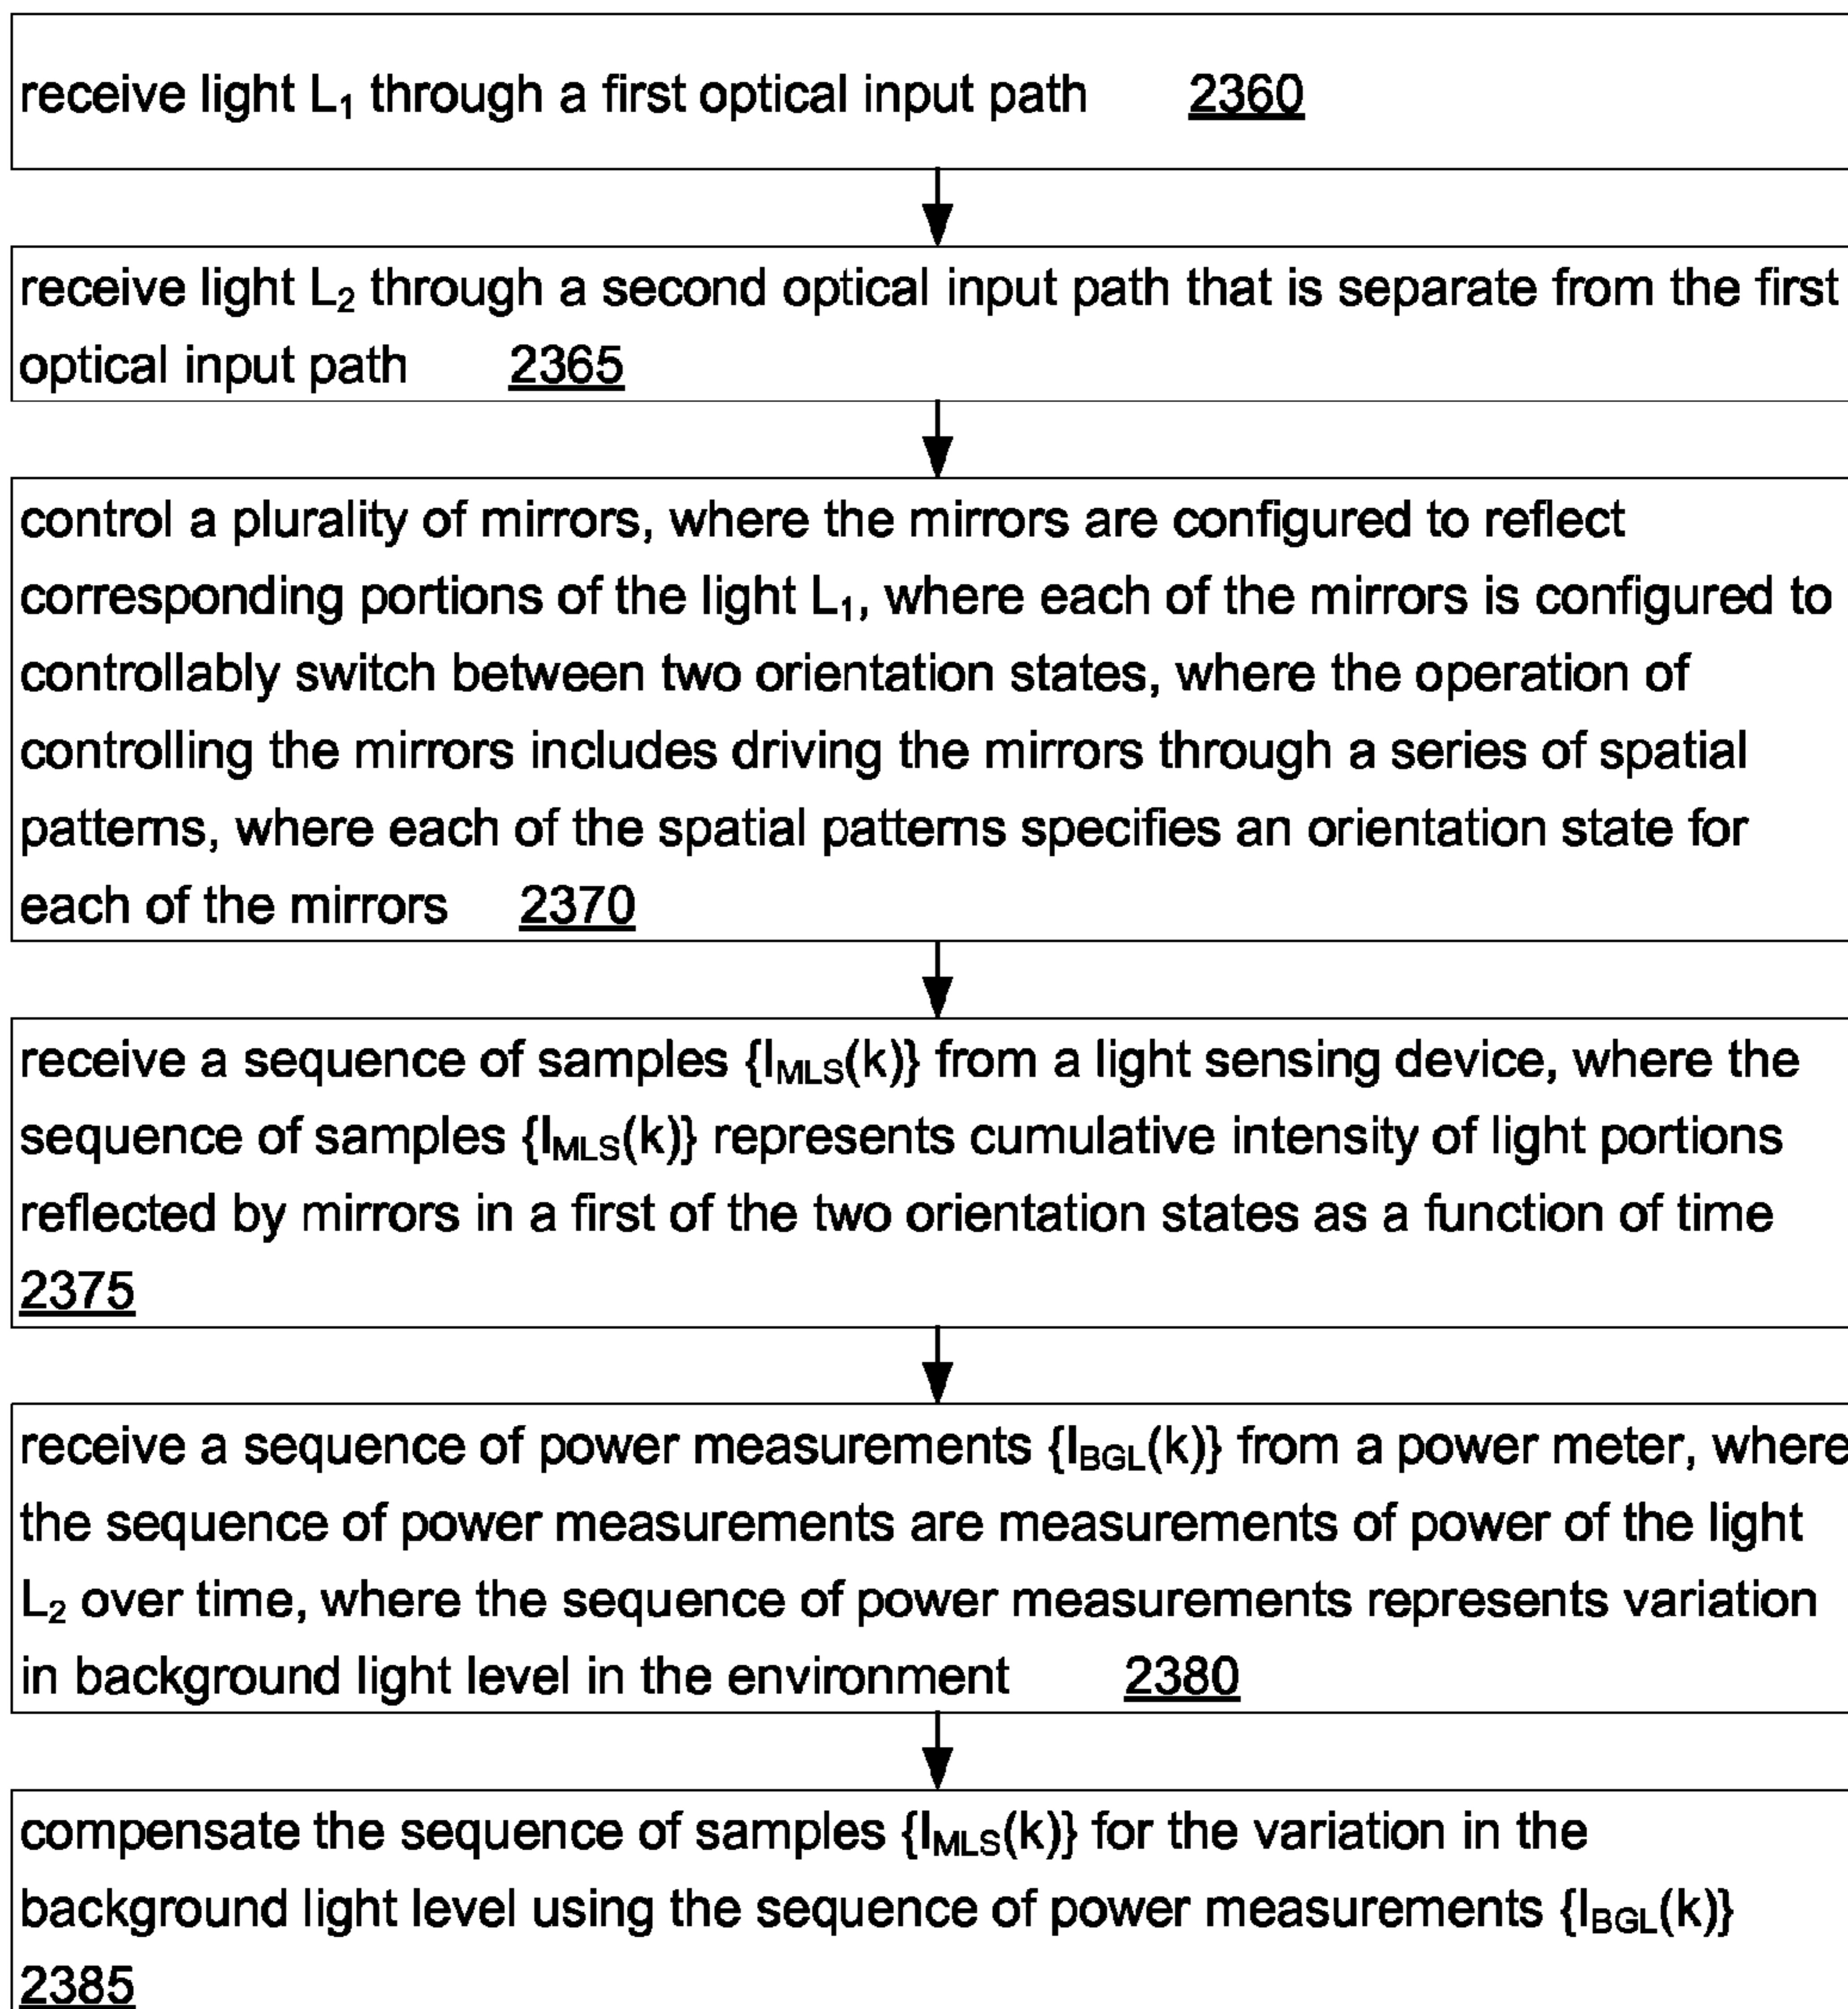 receive light L₁ through a first optical input path 2360
receive light L₂ through a second optical input path that is separate from the first
optical input path 2365
control a plurality of mirrors, where the mirrors are configured to reflect
corresponding portions of the light L₁, where each of the mirrors is configured to
controllably switch between two orientation states, where the operation of
controlling the mirrors includes driving the mirrors through a series of spatial
patterns, where each of the spatial patterns specifies an orientation state for
each of the mirrors 2370
receive a sequence of samples {I_MLS(k)} from a light sensing device, where the
sequence of samples {I_MLS(k)} represents cumulative intensity of light portions
reflected by mirrors in a first of the two orientation states as a function of time
2375
receive a sequence of power measurements {I_BGL(k)} from a power meter, where
the sequence of power measurements are measurements of power of the light
L₂ over time, where the sequence of power measurements represents variation
in background light level in the environment 2380
compensate the sequence of samples {I_MLS(k)} for the variation in the
background light level using the sequence of power measurements {I_BGL(k)}
2385